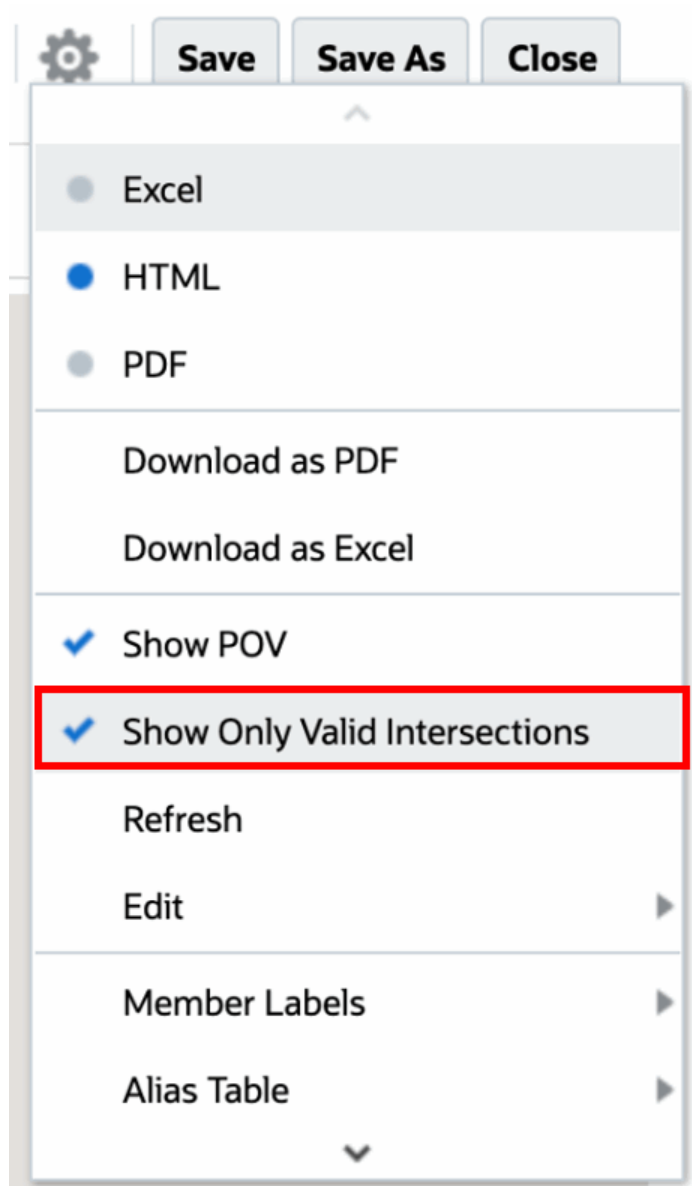 Save Save As Close
Excel
HTML
PDF
Download as PDF
Download as Excel
Show POV
Show Only Valid Intersections
Refresh
Edit
Member Labels
Alias Table